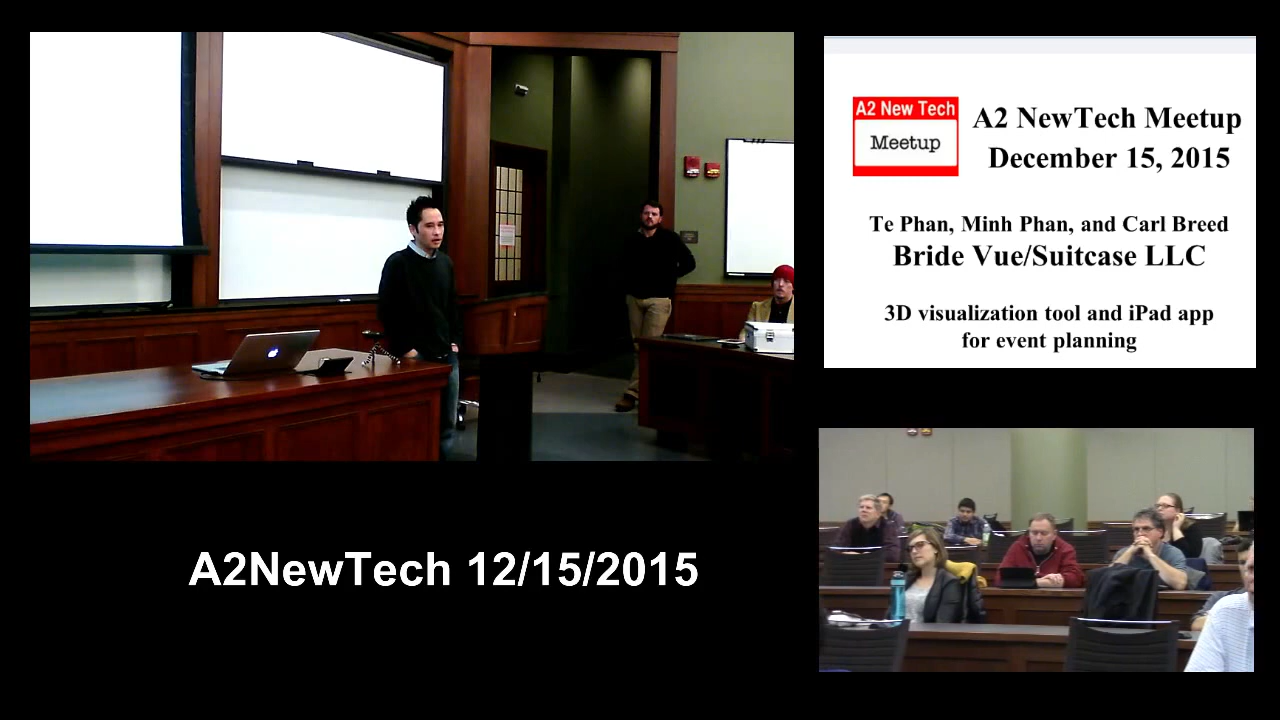 A2 New Tech
Meetup
A2 NewTech Meetup
December 15, 2015
Te Phan, Minh Phan, and Carl Breed
Bride Vue/Suitcase LLC
3D visualization tool and iPad app
for event planning
A2NewTech 12/15/2015